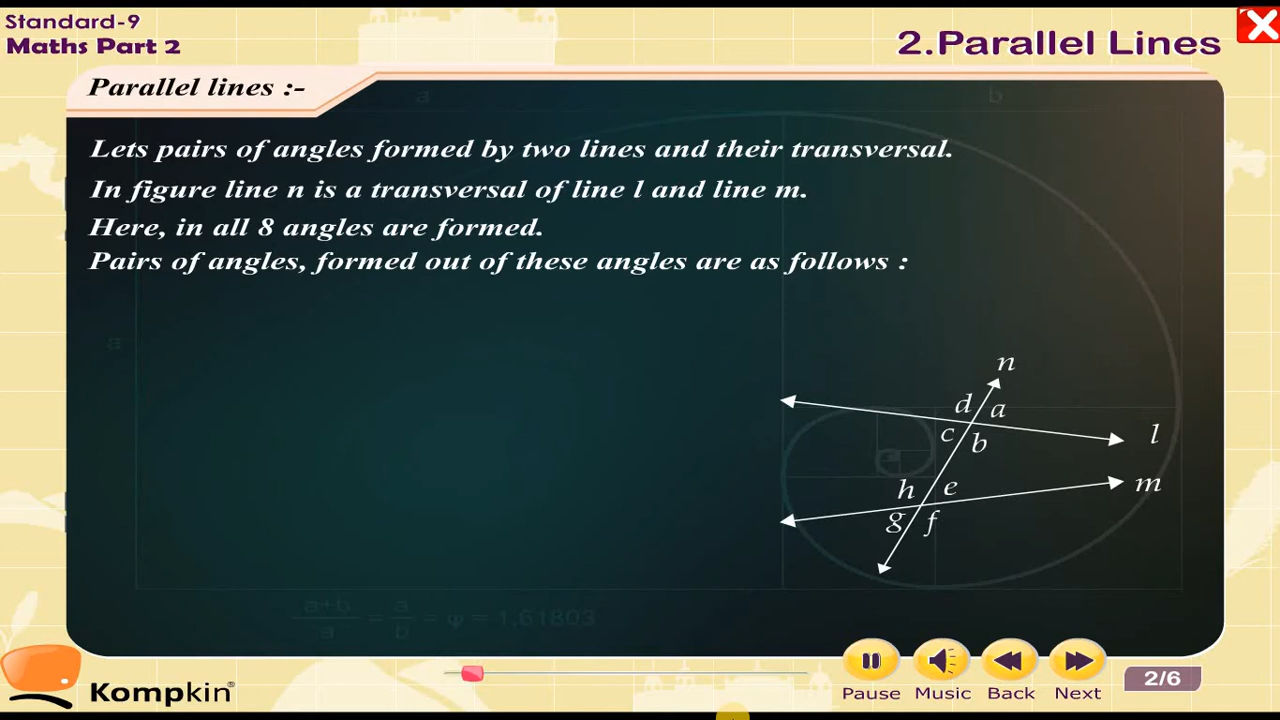 Standard-9
Maths Part 2
2.Parallel Lines
Parallel lines :-
a
b
Lets pairs of angles formed by two lines and their transversal.
In figure line n is a transversal of line l and line m.
Here, in all 8 angles are formed.
Pairs of angles, formed out of these angles are as follows :
a
n
d a
c b
l
h e
m
g f
a+b
a
= a
b
= φ = 1,61803
Kompkin®
Pause Music Back Next
2/6